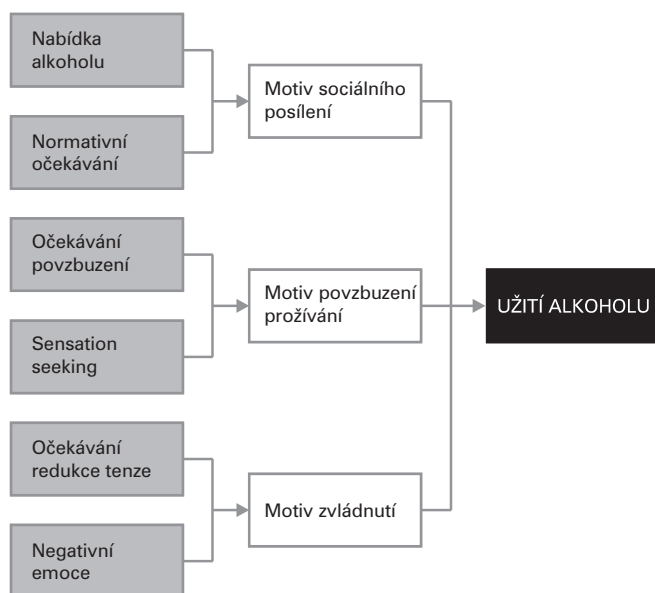 Nabídka
alkoholu
Motiv sociálního
posílení
Normativní
očekávání
Očekávání
povzbuzení
Motiv povzbuzení
prožívání
UŽITÍ ALKOHOLU
Sensation
seeking
Očekávání
redukce tenze
Motiv zvládnutí
Negativní
emoce